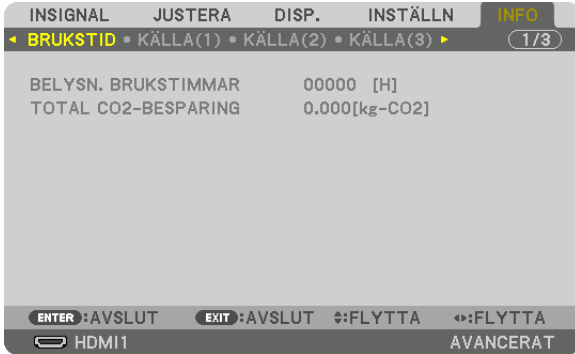 INSIGNAL JUSTERA DISP. INSTÄLLN INFO
BRUKSTID • KÄLLA(1) • KÄLLA(2) • KÄLLA(3) 1/3
BELYSN. BRUKSTIMMAR 00000 [H]
TOTAL CO2-BESPARING 0.000[kg-CO2]
ENTER :AVSLUT EXIT :AVSLUT :FLYTTA :FLYTTA
HDMI1 AVANCERAT